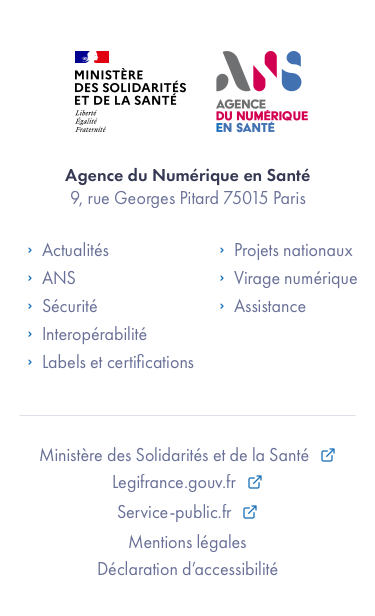 MINISTÈRE
DES SOLIDARITÉS
ET DE LA SANTÉ
Liberté
Égalité
Fraternité
ANS
AGENCE
DU NUMÉRIQUE
EN SANTÉ
Agence du Numérique en Santé
9, rue Georges Pitard 75015 Paris
Actualités
ANS
Sécurité
Interopérabilité
Labels et certifications
Projets nationaux
Virage numérique
Assistance
Ministère des Solidarités et de la Santé
Legifrance.gouv.fr
Service-public.fr
Mentions légales
Déclaration d’accessibilité